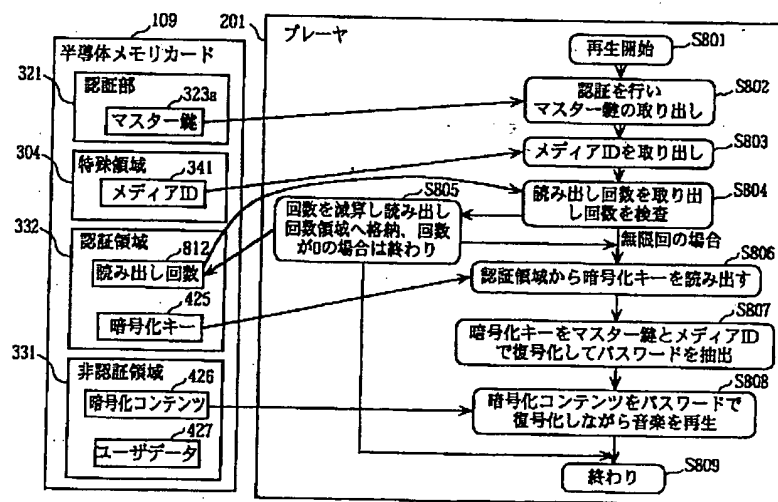 109
半導体メモリカード
321
認証部
323a
マスター鍵
304
特殊領域
341
メディアID
332
認証領域
812
読み出し回数
425
暗号化キー
331
非認証領域
426
暗号化コンテンツ
427
ユーザデータ
201
プレーヤ
再生開始
S801
認証を行い
マスター鍵の取り出し
S802
メディアIDを取り出し
S803
読み出し回数を取り出
し回数を検査
S804
S805
回数を減算し読み出し
回数領域へ格納、回数
が0の場合は終わり
無限回の場合
S806
認証領域から暗号化キーを読み出す
S807
暗号化キーをマスター鍵とメディアID
で復号化してパスワードを抽出
S808
暗号化コンテンツをパスワードで
復号化しながら音楽を再生
終わり
S809